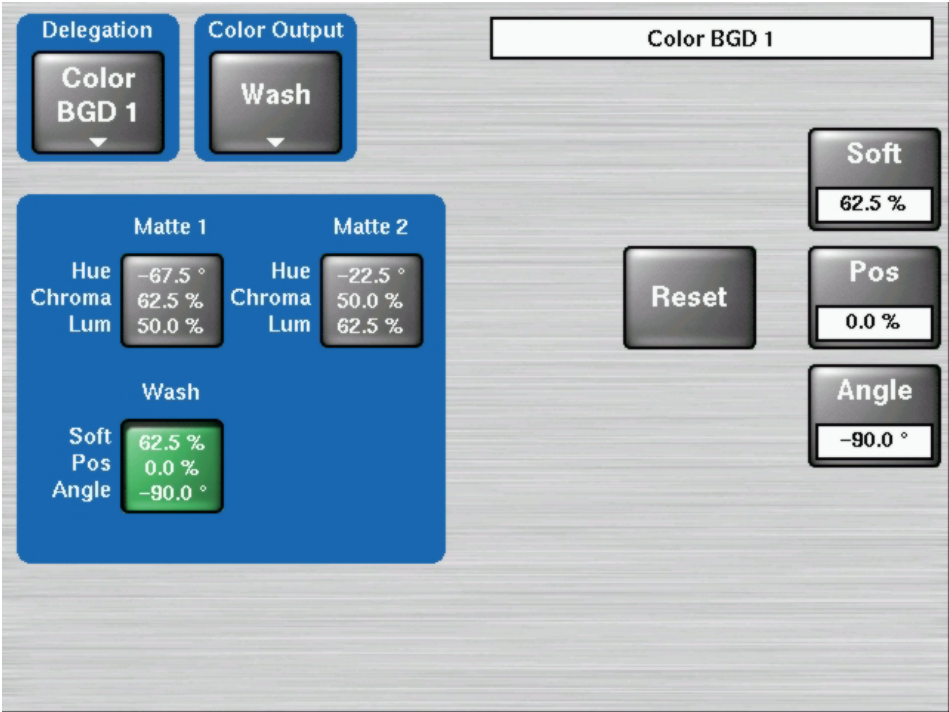 Delegation
Color
BGD 1
Color Output
Wash
Color BGD 1
Matte 1
Hue −67.5 °
Chroma 62.5 %
Lum 50.0 %
Matte 2
Hue −22.5 °
Chroma 50.0 %
Lum 62.5 %
Wash
Soft 62.5 %
Pos 0.0 %
Angle −90.0 °
Reset
Soft
62.5 %
Pos
0.0 %
Angle
−90.0 °